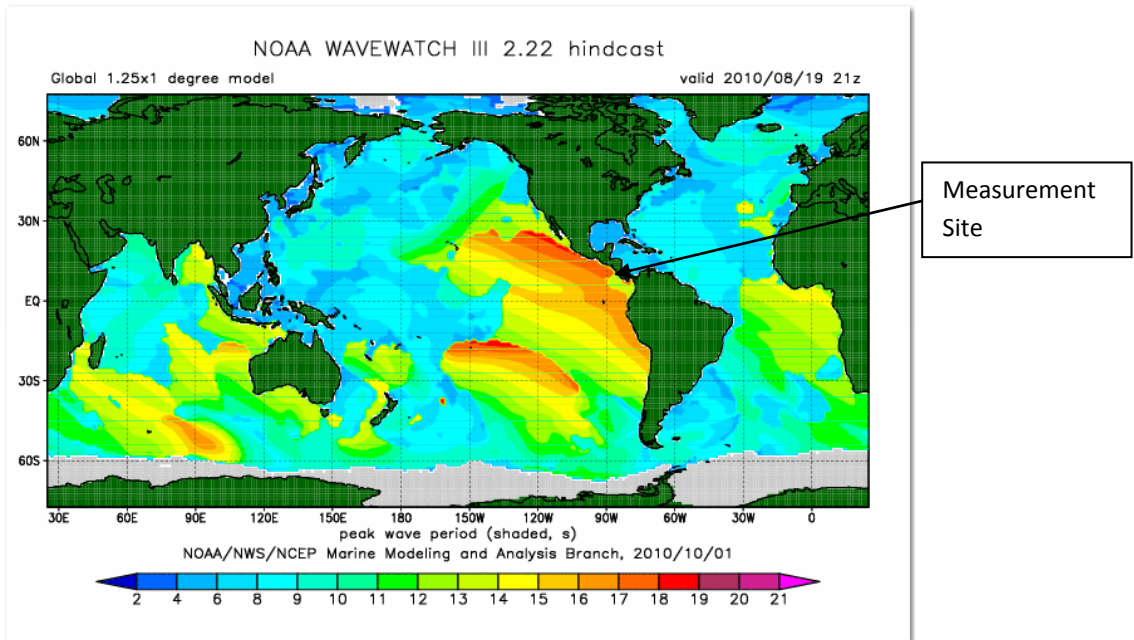 NOAA WAVEWATCH III 2.22 hindcast
Global 1.25x1 degree model
valid 2010/08/19 21z
60N
30N
EQ
30S
60S
30E 60E 90E 120E 150E 180 150W 120W 90W 60W 30W 0
peak wave period (shaded, s)
NOAA/NWS/NCEP Marine Modeling and Analysis Branch, 2010/10/01
2 4 6 8 9 10 11 12 13 14 15 16 17 18 19 20 21
Measurement
Site